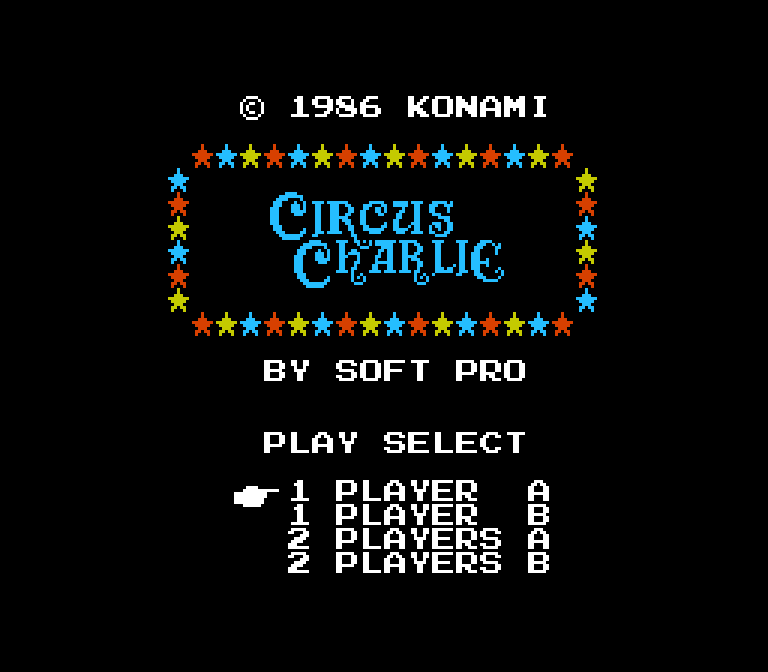 © 1986 KONAMI
CIRCUS
CHARLIE
BY SOFT PRO
PLAY SELECT
1 PLAYER A
1 PLAYER B
2 PLAYERS A
2 PLAYERS B